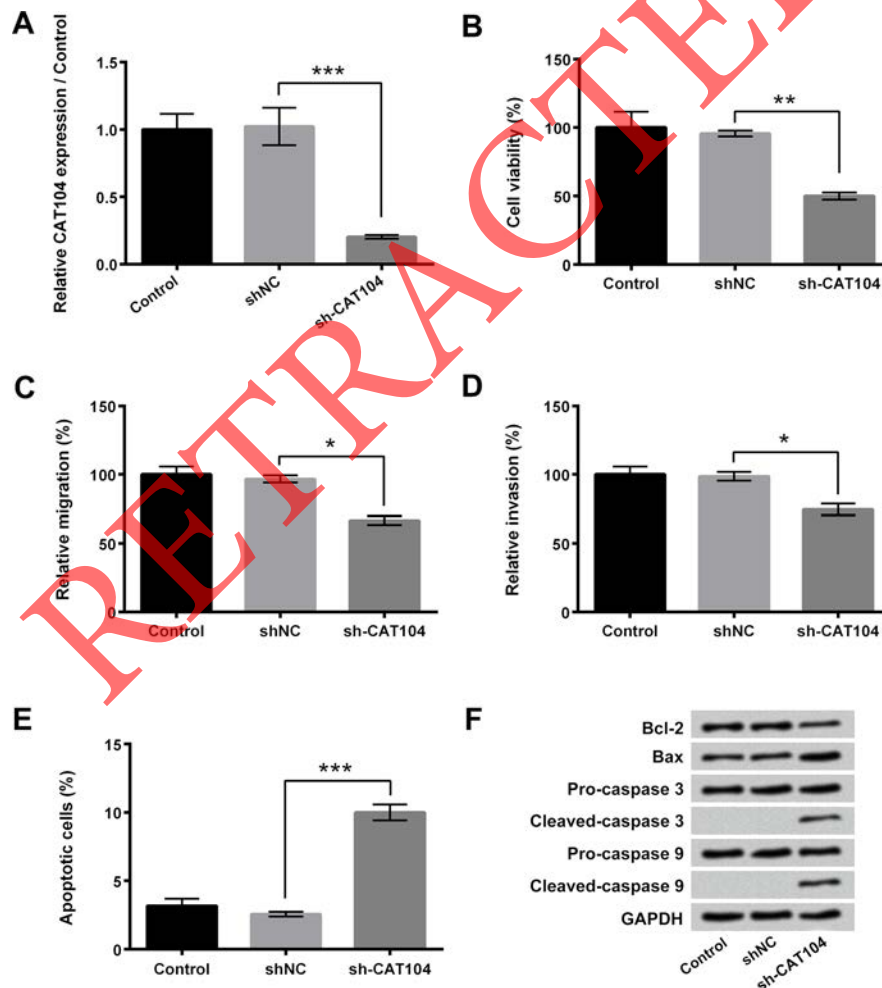 RETRACTED
A
Relative CAT104 expression / Control
1.5
1.0
0.5
0.0
***
Control
shNC
sh-CAT104
B
Cell viability (%)
150
100
50
0
**
Control
shNC
sh-CAT104
C
Relative migration (%)
150
100
50
0
*
Control
shNC
sh-CAT104
D
Relative invasion (%)
150
100
50
0
*
Control
shNC
sh-CAT104
E
Apoptotic cells (%)
15
10
5
0
***
Control
shNC
sh-CAT104
F
Bcl-2
Bax
Pro-caspase 3
Cleaved-caspase 3
Pro-caspase 9
Cleaved-caspase 9
GAPDH
Control
shNC
sh-CAT104